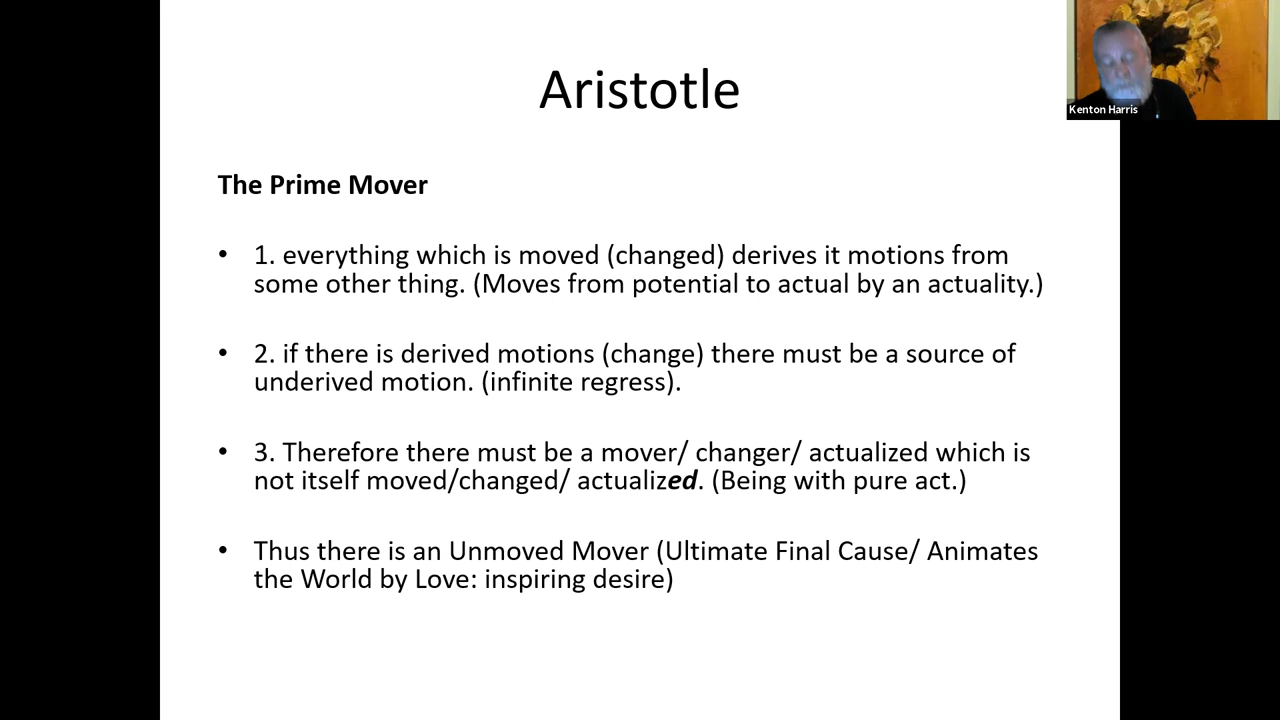 Aristotle
Kenton Harris
The Prime Mover
• 1. everything which is moved (changed) derives it motions from
some other thing. (Moves from potential to actual by an actuality.)
• 2. if there is derived motions (change) there must be a source of
underived motion. (infinite regress).
• 3. Therefore there must be a mover/ changer/ actualized which is
not itself moved/changed/ actualized. (Being with pure act.)
• Thus there is an Unmoved Mover (Ultimate Final Cause/ Animates
the World by Love: inspiring desire)